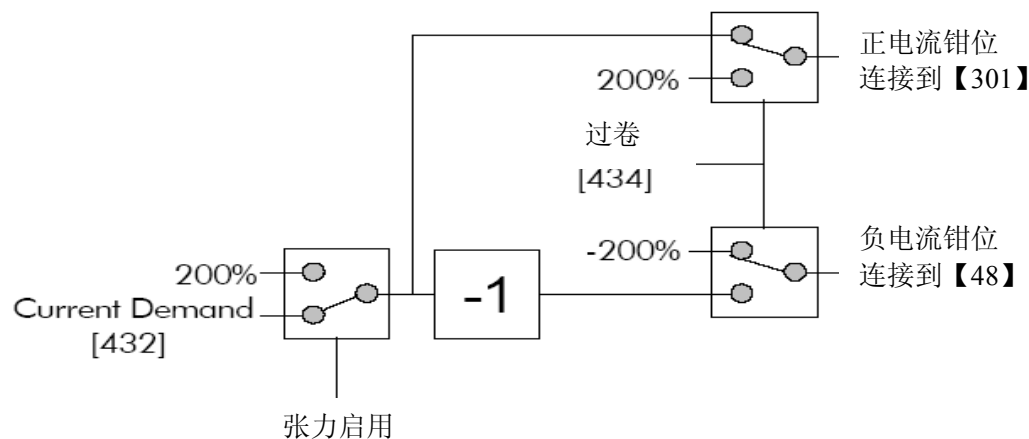 正电流钳位
连接到【301】
200%
过卷
[434]
-200%
负电流钳位
连接到【48】
200%
Current Demand
[432]
-1
张力启用